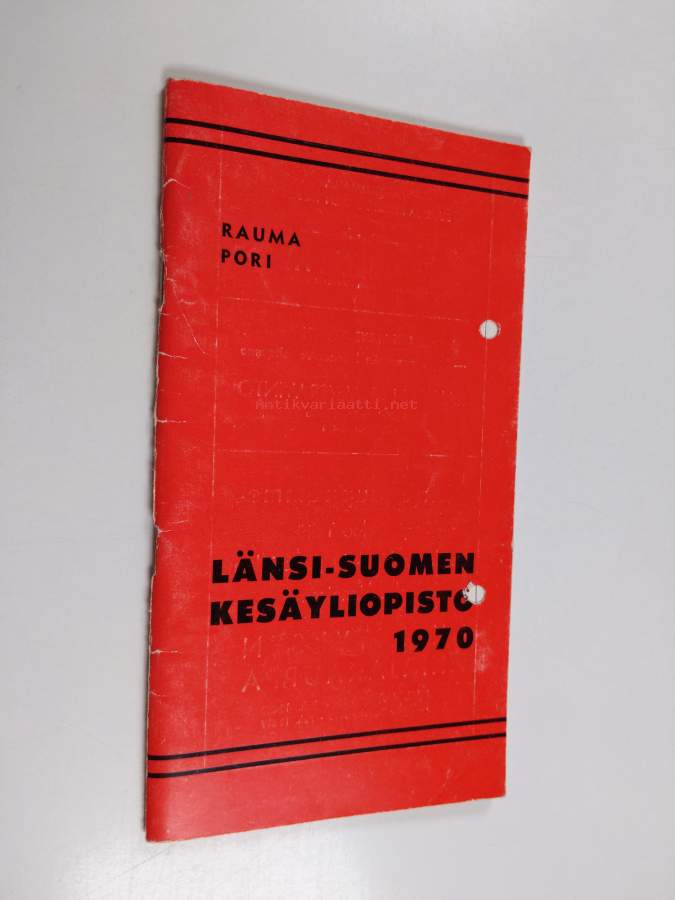 RAUMA
PORI
antikvariaatti.net
LÄNSI-SUOMEN
KESÄYLIOPISTO
1970